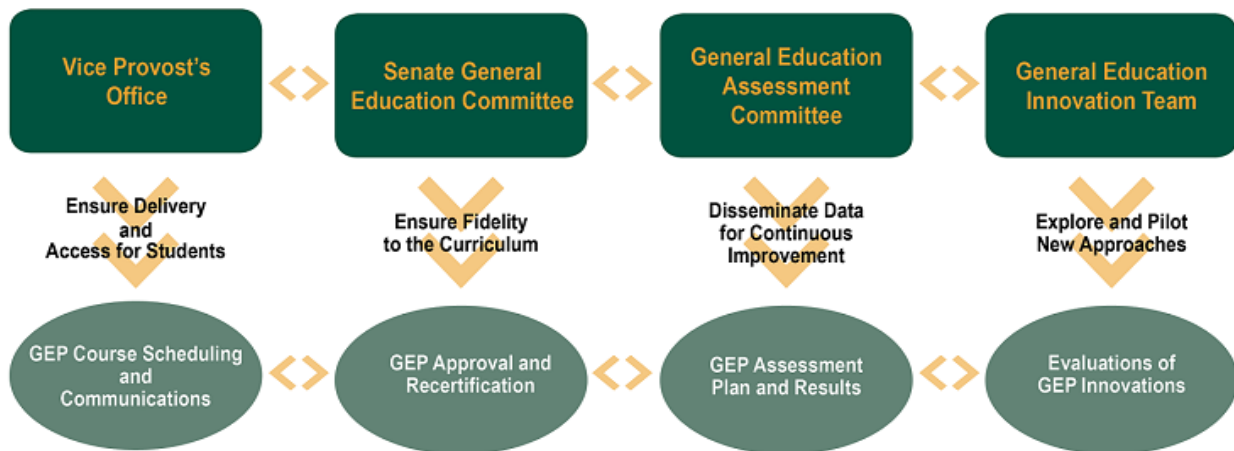 Vice Provost's
Office
Senate General
Education Committee
General Education
Assessment
Committee
General Education
Innovation Team
Ensure Delivery
and
Access for Students
Ensure Fidelity
to the Curriculum
Disseminate Data
for Continuous
Improvement
Explore and Pilot
New Approaches
GEP Course Scheduling
and
Communications
GEP Approval and
Recertification
GEP Assessment
Plan and Results
Evaluations of
GEP Innovations